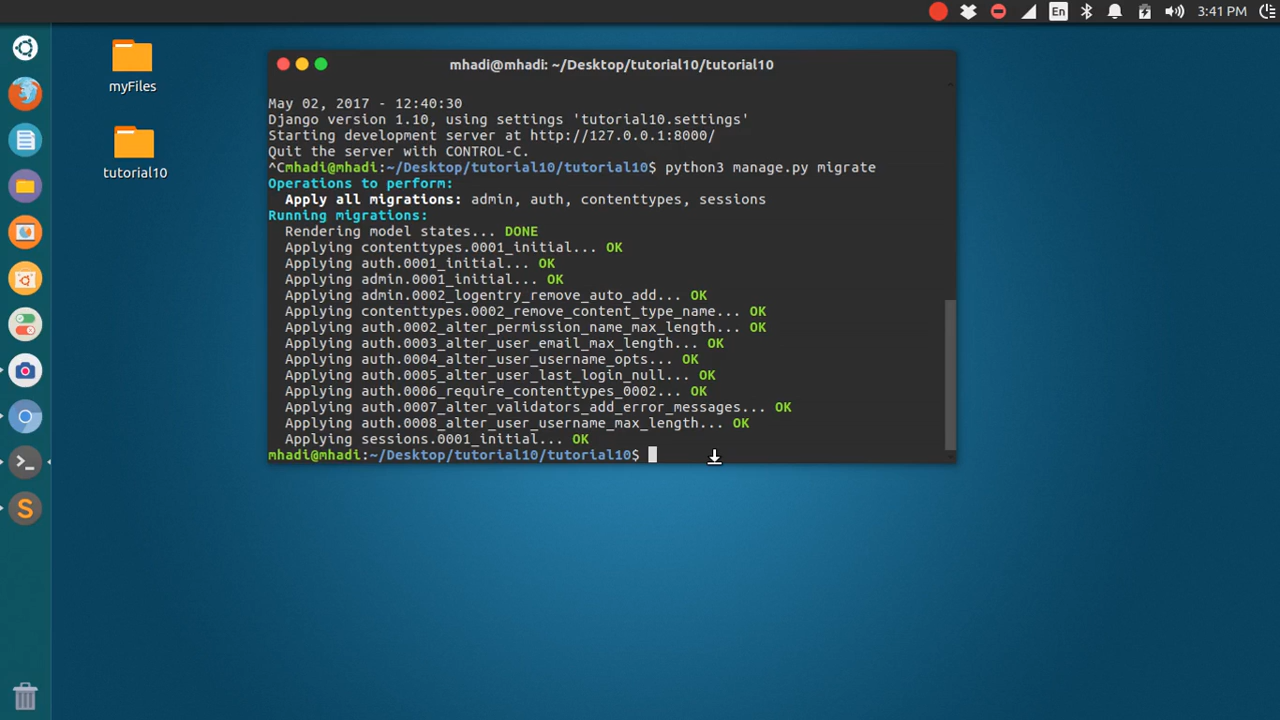 En
3:41 PM
myFiles
tutorial10
mhadi@mhadi: ~/Desktop/tutorial10/tutorial10
May 02, 2017 - 12:40:30
Django version 1.10, using settings 'tutorial10.settings'
Starting development server at http://127.0.0.1:8000/
Quit the server with CONTROL-C.
^Cmhadi@mhadi:~/Desktop/tutorial10/tutorial10$ python3 manage.py migrate
Operations to perform:
  Apply all migrations: admin, auth, contenttypes, sessions
Running migrations:
  Rendering model states... DONE
  Applying contenttypes.0001_initial... OK
  Applying auth.0001_initial... OK
  Applying admin.0001_initial... OK
  Applying admin.0002_logentry_remove_auto_add... OK
  Applying contenttypes.0002_remove_content_type_name... OK
  Applying auth.0002_alter_permission_name_max_length... OK
  Applying auth.0003_alter_user_email_max_length... OK
  Applying auth.0004_alter_user_username_opts... OK
  Applying auth.0005_alter_user_last_login_null... OK
  Applying auth.0006_require_contenttypes_0002... OK
  Applying auth.0007_alter_validators_add_error_messages... OK
  Applying auth.0008_alter_user_username_max_length... OK
  Applying sessions.0001_initial... OK
mhadi@mhadi:~/Desktop/tutorial10/tutorial10$